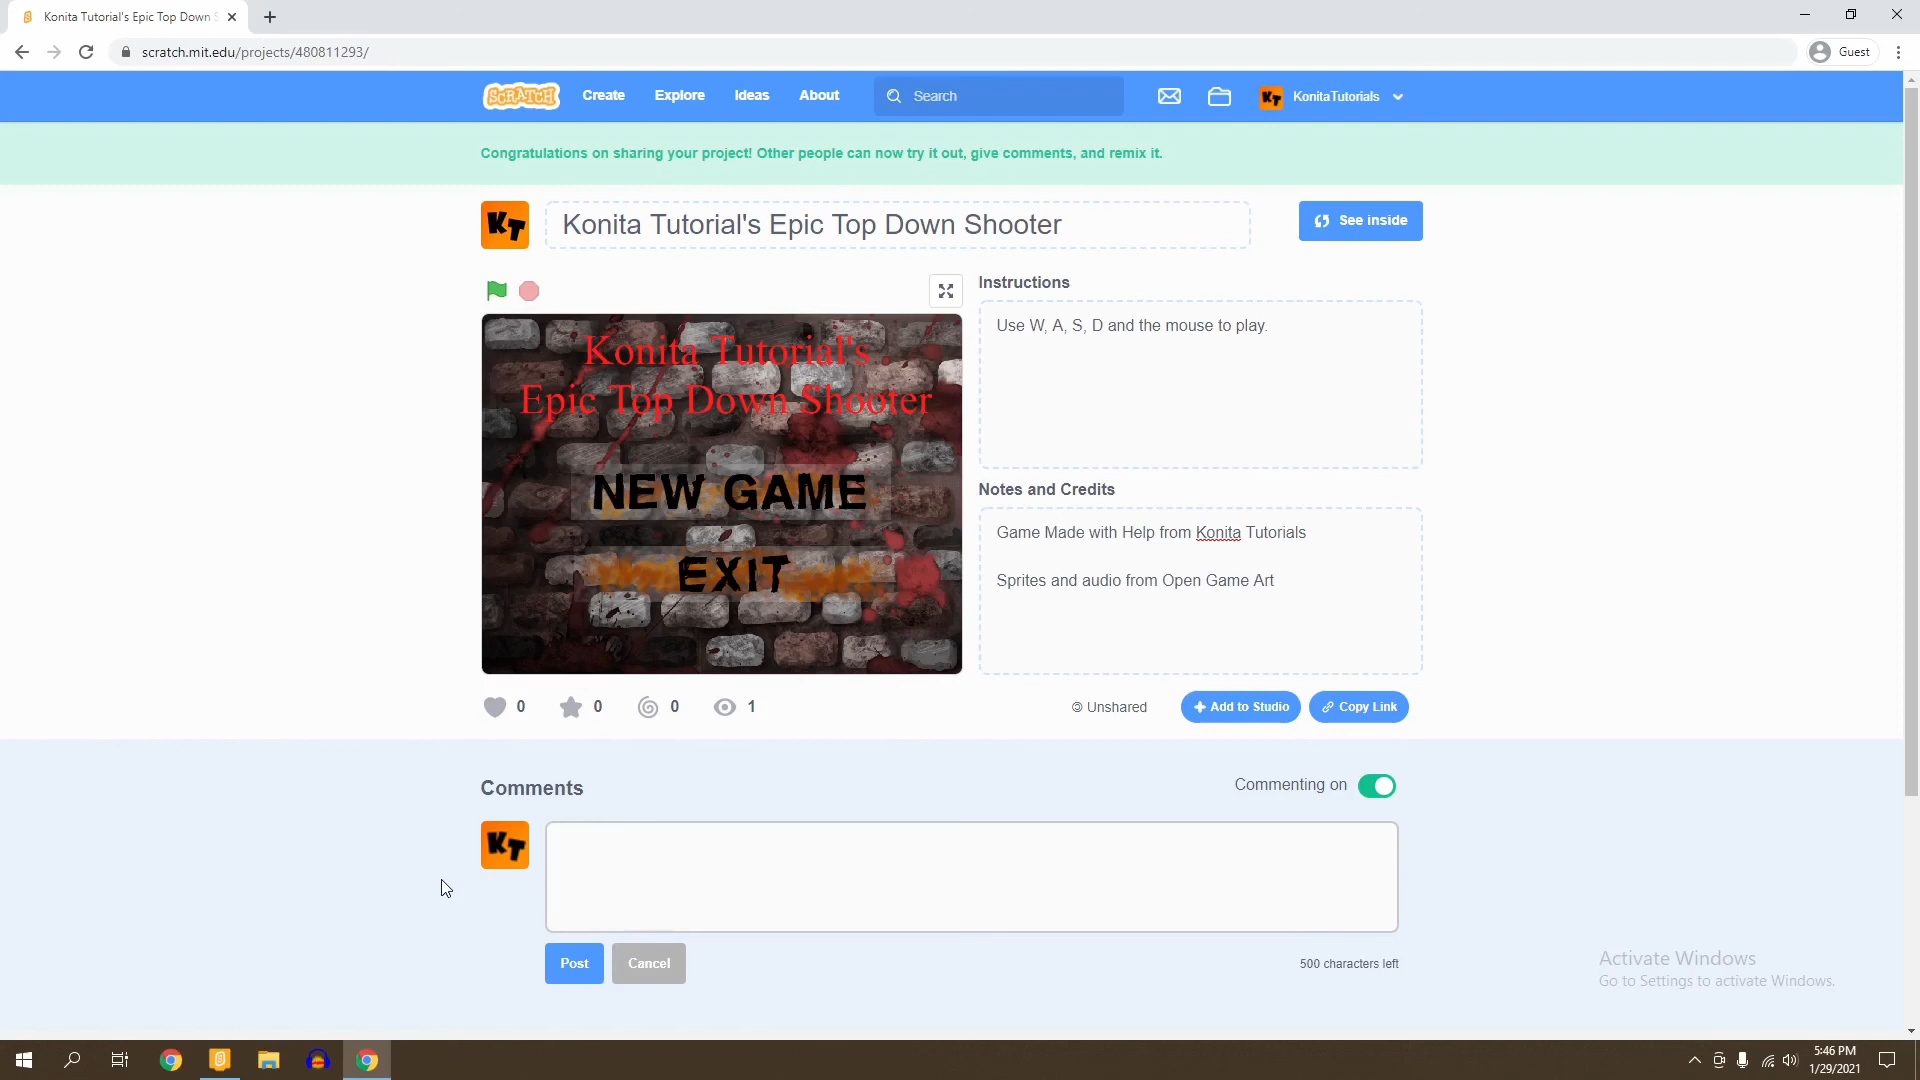 Konita Tutorial's Epic Top Down S
scratch.mit.edu/projects/480811293/
Guest
SCRATCH
Create
Explore
Ideas
About
Search
KT
KonitaTutorials
Congratulations on sharing your project! Other people can now try it out, give comments, and remix it.
KT
Konita Tutorial's Epic Top Down Shooter
See inside
Instructions
Use W, A, S, D and the mouse to play.
Konita Tutorial's
Epic Top Down Shooter
NEW GAME
EXIT
Notes and Credits
Game Made with Help from Konita Tutorials
Sprites and audio from Open Game Art
0
0
0
1
Unshared
Add to Studio
Copy Link
Comments
Commenting on
KT
Post
Cancel
500 characters left
Activate Windows
Go to Settings to activate Windows.
5:46 PM
1/29/2021